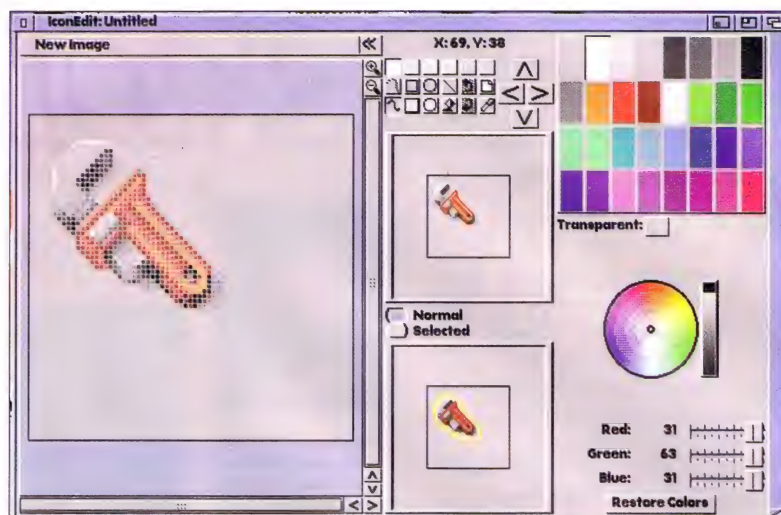 IconEdit: Untitled
New Image
X: 69, Y: 38
Transparent:
Normal
Selected
Red: 31
Green: 63
Blue: 31
Restore Colors